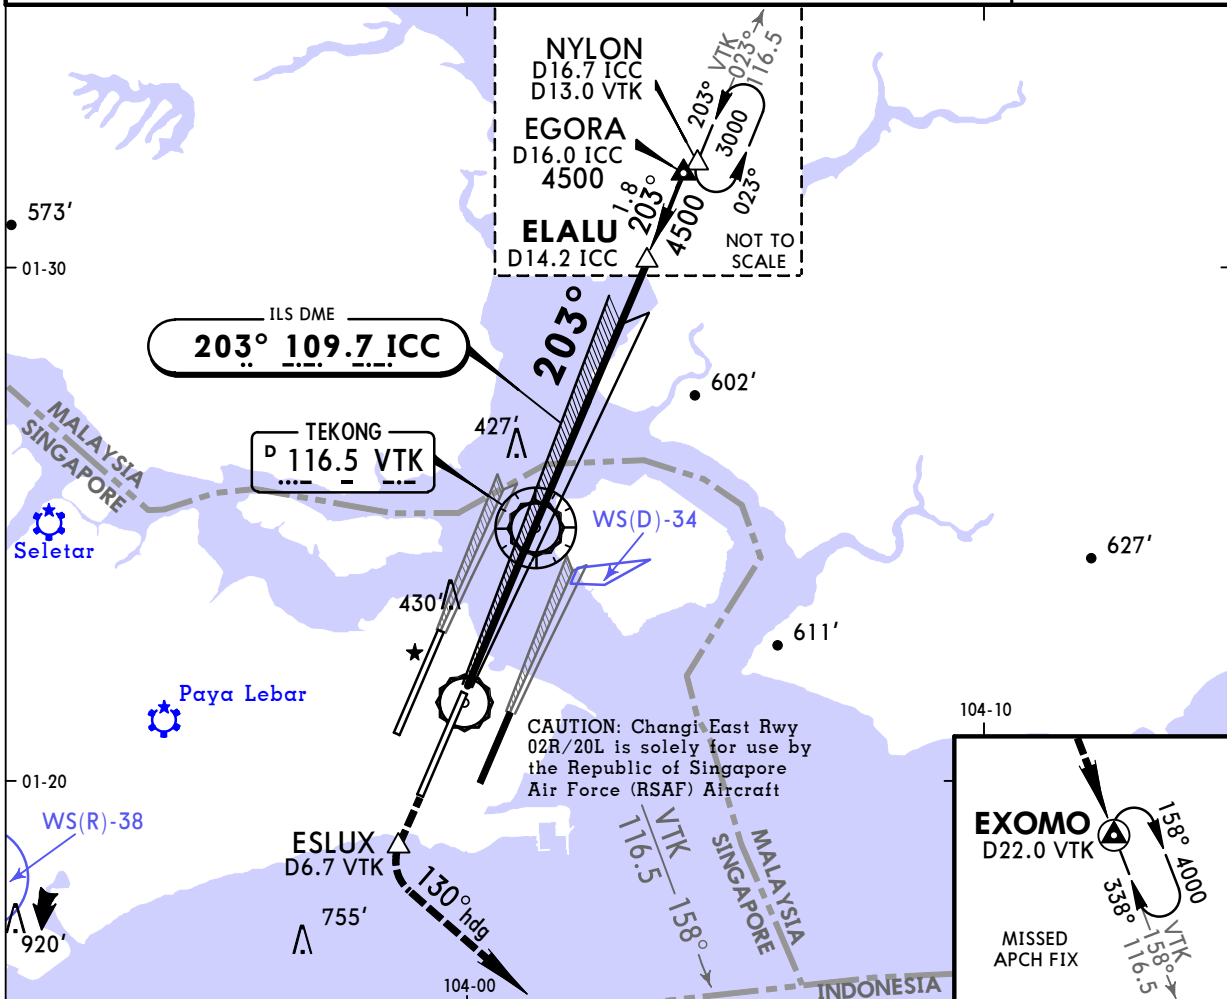 NYLON
D16.7 ICC
D13.0 VTK
VTK
023°
116.5
203°
3000
023°
EGORA
D16.0 ICC
4500
1.8
203°
4500
ELALU
D14.2 ICC
NOT TO
SCALE
573'
01-30
ILS DME
203° 109.7 ICC
203°
602'
MALAYSIA
SINGAPORE
427'
TEKONG
D 116.5 VTK
WS(D)-34
Seletar
627'
430'
611'
Paya Lebar
104-10
CAUTION: Changi East Rwy
02R/20L is solely for use by
the Republic of Singapore
Air Force (RSAF) Aircraft
01-20
WS(R)-38
ESLUX
D6.7 VTK
130° hdg
VTK
116.5
158°
MALAYSIA
SINGAPORE
EXOMO
D22.0 VTK
158° 4000
338°
VTK
158°
116.5
MISSED
APCH FIX
920'
755'
104-00
INDONESIA